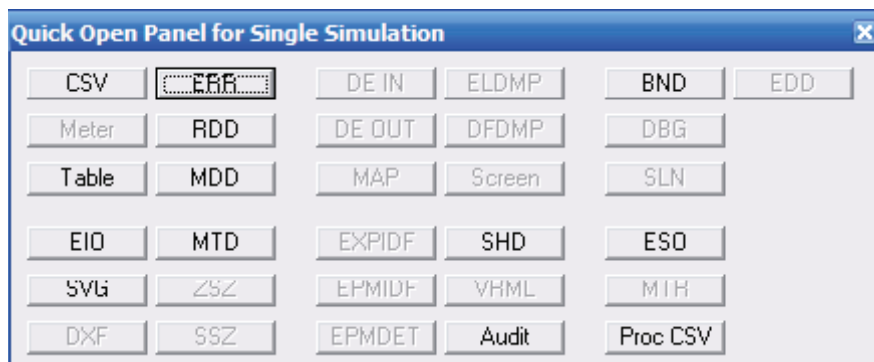 Quick Open Panel for Single Simulation
CSV ERR DE IN ELDMP BND EDD
Meter RDD DE OUT DFDMP DBG
Table MDD MAP Screen SLN
EIO MTD EXPIDF SHD ESO
SVG ZSZ EPMIDF VRML MTR
DXF SSZ EPMDET Audit Proc CSV